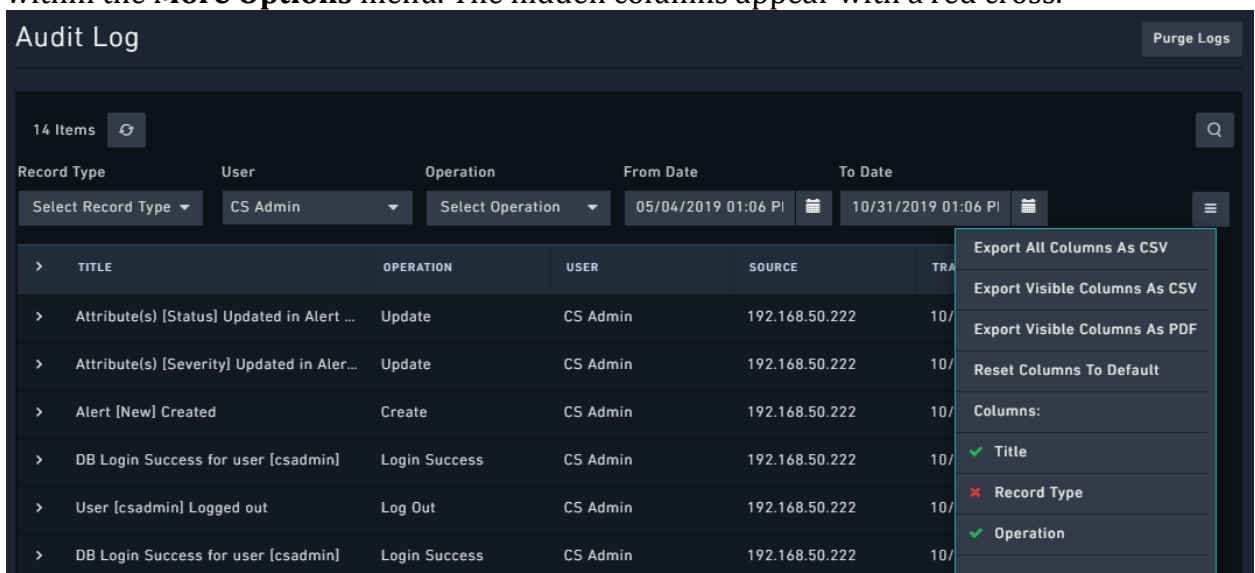 within the More Options menu. The hidden columns appear with a red cross.
Audit Log
Purge Logs
14 Items
Record Type User Operation From Date To Date
Select Record Type CS Admin Select Operation 05/04/2019 01:06 P 10/31/2019 01:06 P
TITLE OPERATION USER SOURCE TRA
Attribute(s) [Status] Updated in Alert ... Update CS Admin 192.168.50.222 10/
Attribute(s) [Severity] Updated in Aler... Update CS Admin 192.168.50.222 10/
Alert [New] Created Create CS Admin 192.168.50.222 10/
DB Login Success for user [csadmin] Login Success CS Admin 192.168.50.222 10/
User [csadmin] Logged out Log Out CS Admin 192.168.50.222 10/
DB Login Success for user [csadmin] Login Success CS Admin 192.168.50.222 10/
Export All Columns As CSV
Export Visible Columns As CSV
Export Visible Columns As PDF
Reset Columns To Default
Columns:
Title
Record Type
Operation